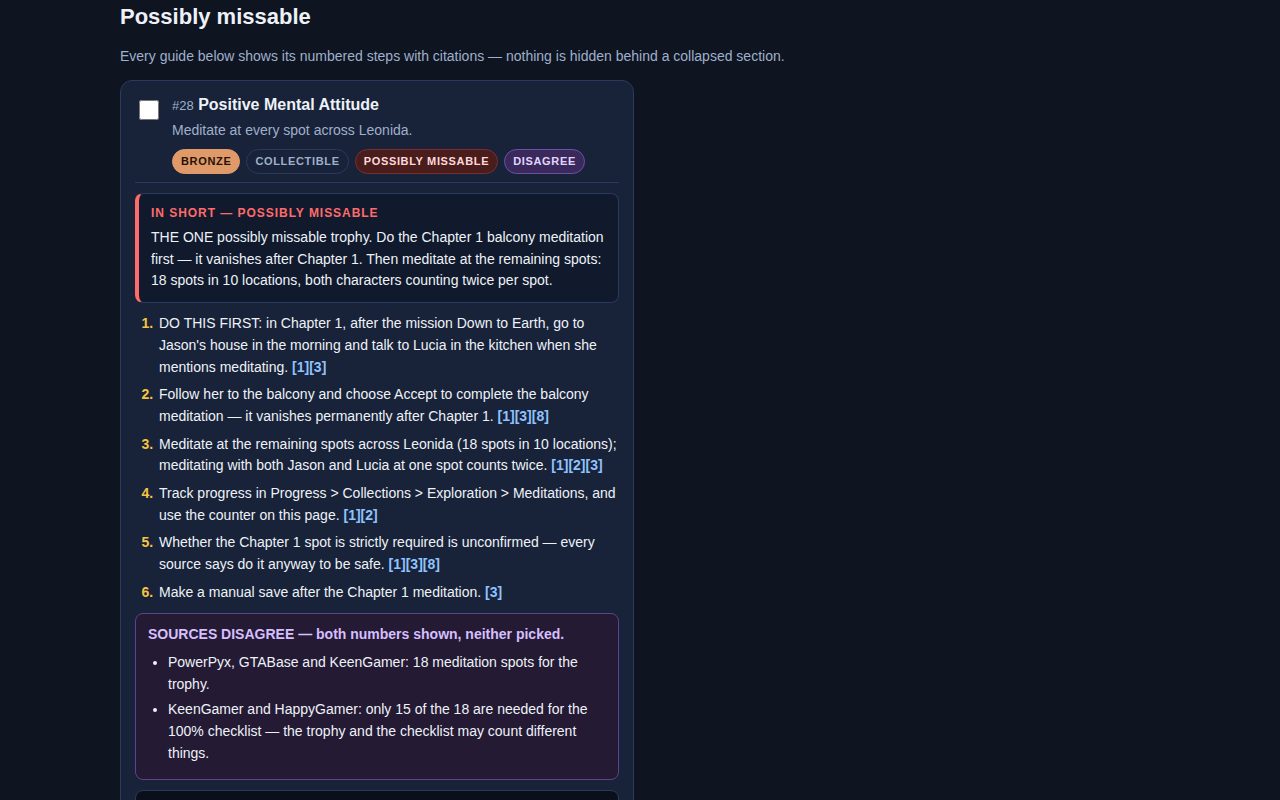 Possibly missable
Every guide below shows its numbered steps with citations — nothing is hidden behind a collapsed section.
#28 Positive Mental Attitude
Meditate at every spot across Leonida.
BRONZE COLLECTIBLE POSSIBLY MISSABLE DISAGREE
IN SHORT — POSSIBLY MISSABLE
THE ONE possibly missable trophy. Do the Chapter 1 balcony meditation
first — it vanishes after Chapter 1. Then meditate at the remaining spots:
18 spots in 10 locations, both characters counting twice per spot.
1. DO THIS FIRST: in Chapter 1, after the mission Down to Earth, go to
Jason's house in the morning and talk to Lucia in the kitchen when she
mentions meditating. [1][3]
2. Follow her to the balcony and choose Accept to complete the balcony
meditation — it vanishes permanently after Chapter 1. [1][3][8]
3. Meditate at the remaining spots across Leonida (18 spots in 10 locations);
meditating with both Jason and Lucia at one spot counts twice. [1][2][3]
4. Track progress in Progress > Collections > Exploration > Meditations, and
use the counter on this page. [1][2]
5. Whether the Chapter 1 spot is strictly required is unconfirmed — every
source says do it anyway to be safe. [1][3][8]
6. Make a manual save after the Chapter 1 meditation. [3]
SOURCES DISAGREE — both numbers shown, neither picked.
• PowerPyx, GTABase and KeenGamer: 18 meditation spots for the
trophy.
• KeenGamer and HappyGamer: only 15 of the 18 are needed for the
100% checklist — the trophy and the checklist may count different
things.